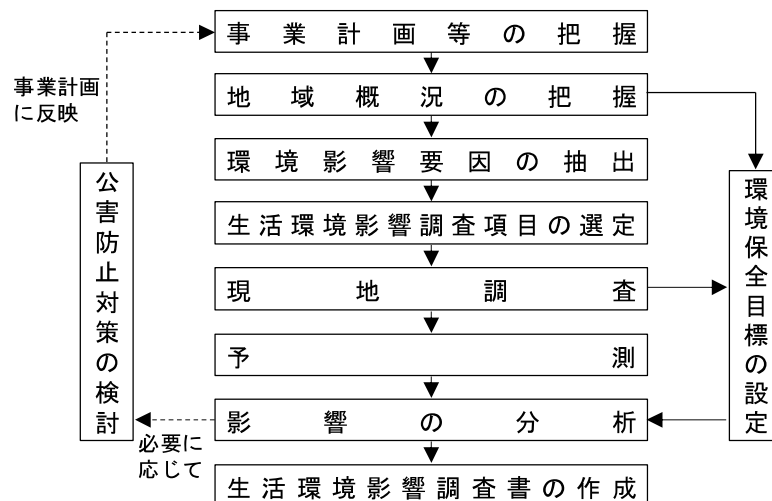 事業計画等の把握
事業計画
に反映
地域概況の把握
環境影響要因の抽出
公害防止対策の検討
環境保全目標の設定
生活環境影響調査項目の選定
現地調査
予測
影響の分析
必要に
応じて
生活環境影響調査書の作成